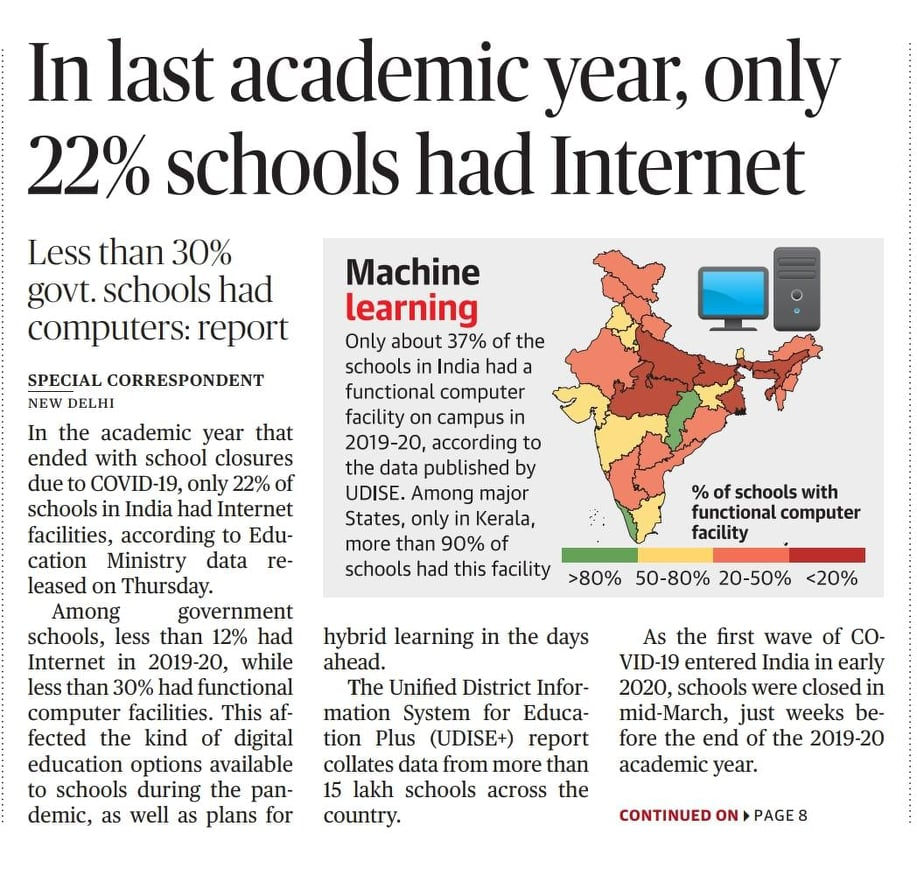 In last academic year, only
22% schools had Internet
Less than 30%
govt. schools had
computers: report
SPECIAL CORRESPONDENT
NEW DELHI
In the academic year that
ended with school closures
due to COVID-19, only 22% of
schools in India had Internet
facilities, according to Edu-
cation Ministry data re-
leased on Thursday.
Among government
schools, less than 12% had
Internet in 2019-20, while
less than 30% had functional
computer facilities. This af-
fected the kind of digital
education options available
to schools during the pan-
demic, as well as plans for
Machine
learning
Only about 37% of the
schools in India had a
functional computer
facility on campus in
2019-20, according to
the data published by
UDISE. Among major
States, only in Kerala,
more than 90% of
schools had this facility
% of schools with
functional computer
facility
>80% 50-80% 20-50% <20%
hybrid learning in the days
ahead.
The Unified District Infor-
mation System for Educa-
tion Plus (UDISE+) report
collates data from more than
15 lakh schools across the
country.
As the first wave of CO-
VID-19 entered India in early
2020, schools were closed in
mid-March, just weeks be-
fore the end of the 2019-20
academic year.
CONTINUED ON PAGE 8